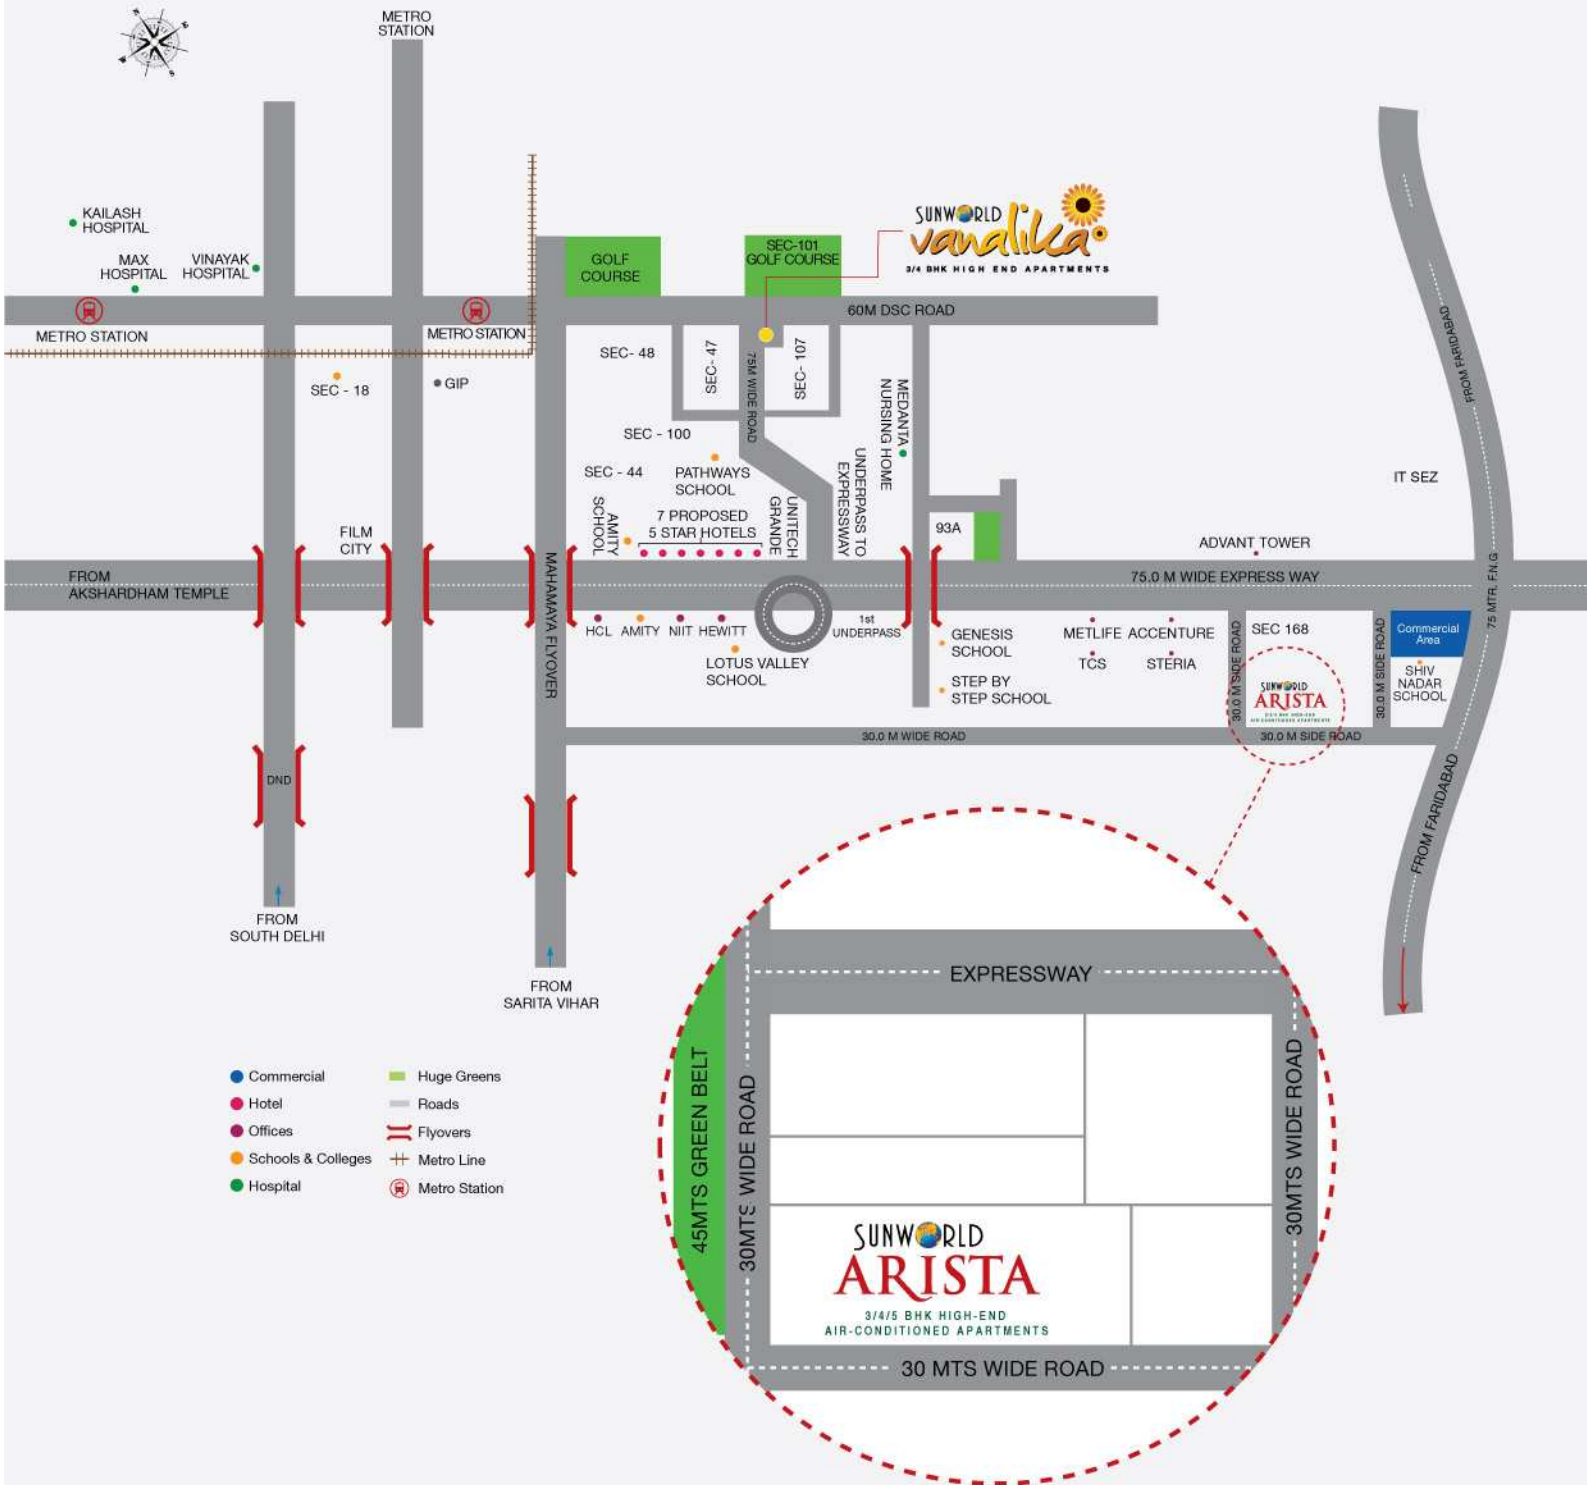 METRO
STATION
KAILASH
HOSPITAL
MAX
HOSPITAL
VINAYAK
HOSPITAL
METRO STATION
METRO STATION
GOLF
COURSE
SEC-101
GOLF COURSE
SUNWORLD
vanalika
3/4 BHK HIGH END APARTMENTS
60M DSC ROAD
SEC - 18
GIP
SEC- 48
SEC- 47
75M WIDE ROAD
SEC- 107
MEDANTA
NURSING HOME
SEC - 100
SEC - 44
PATHWAYS
SCHOOL
AMITY
SCHOOL
7 PROPOSED
5 STAR HOTELS
UNITECH
GRANDE
UNDERPASS TO
EXPRESSWAY
93A
FROM FARIDABAD
IT SEZ
ADVANT TOWER
FILM
CITY
FROM
AKSHARDHAM TEMPLE
MAHAMAYA FLYOVER
75.0 M WIDE EXPRESS WAY
75 MTR. F.N.G
HCL
AMITY
NIIT
HEWITT
LOTUS VALLEY
SCHOOL
1st
UNDERPASS
GENESIS
SCHOOL
STEP BY
STEP SCHOOL
METLIFE
ACCENTURE
TCS
STERIA
30.0 M SIDE ROAD
SEC 168
SUNWORLD
ARISTA
3/4/5 BHK HIGH-END
AIR-CONDITIONED APARTMENTS
30.0 M SIDE ROAD
Commercial
Area
SHIV
NADAR
SCHOOL
30.0 M WIDE ROAD
30.0 M SIDE ROAD
FROM FARIDABAD
DND
FROM
SOUTH DELHI
FROM
SARITA VIHAR
EXPRESSWAY
45MTS GREEN BELT
30MTS WIDE ROAD
30MTS WIDE ROAD
SUNWORLD
ARISTA
3/4/5 BHK HIGH-END
AIR-CONDITIONED APARTMENTS
30 MTS WIDE ROAD
Commercial
Hotel
Offices
Schools & Colleges
Hospital
Huge Greens
Roads
Flyovers
Metro Line
Metro Station